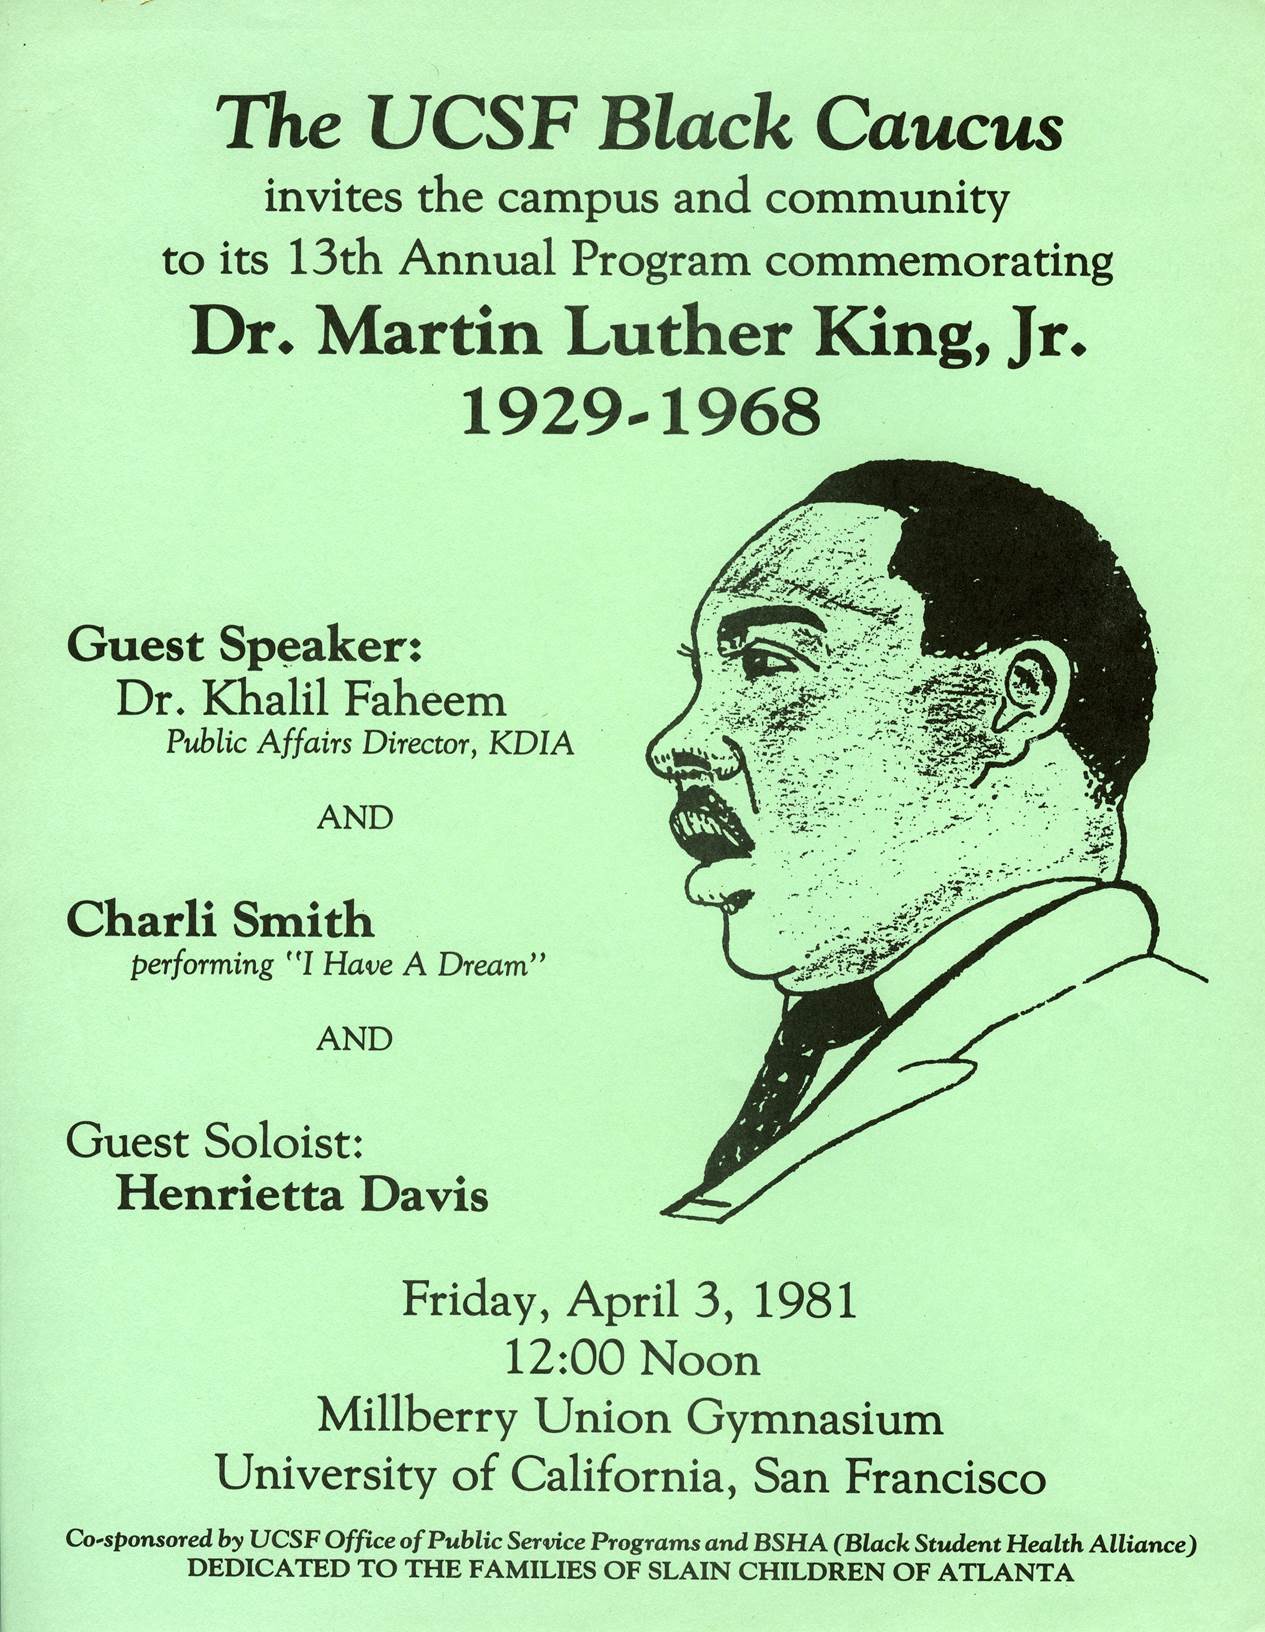 The UCSF Black Caucus
invites the campus and community
to its 13th Annual Program commemorating
Dr. Martin Luther King, Jr.
1929-1968
Guest Speaker:
Dr. Khalil Faheem
Public Affairs Director, KDIA
AND
Charli Smith
performing "I Have A Dream"
AND
Guest Soloist:
Henrietta Davis
Friday, April 3, 1981
12:00 Noon
Millberry Union Gymnasium
University of California, San Francisco
Co-sponsored by UCSF Office of Public Service Programs and BSHA (Black Student Health Alliance)
DEDICATED TO THE FAMILIES OF SLAIN CHILDREN OF ATLANTA